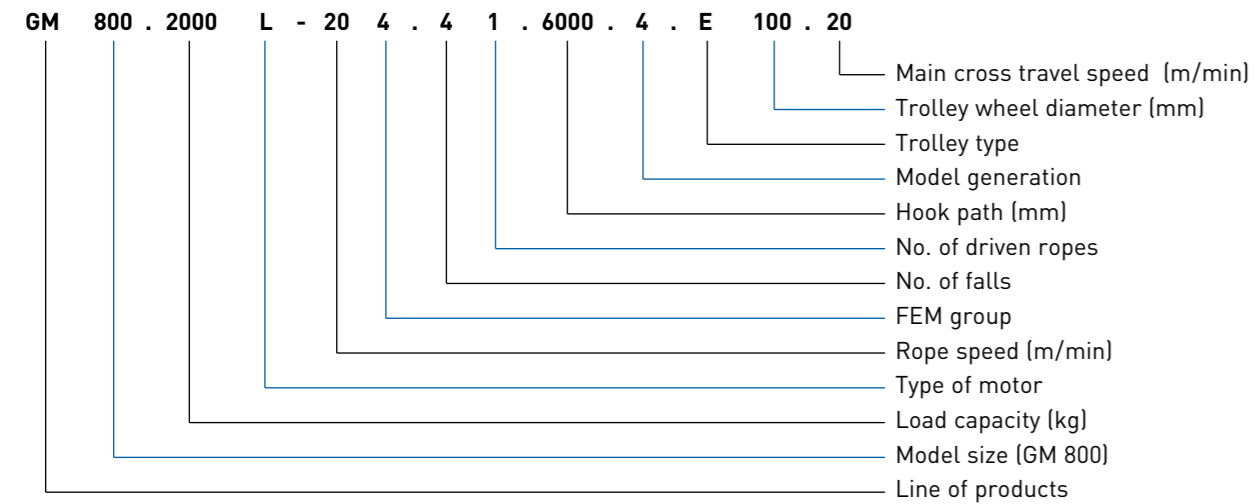 GM 800 . 2000 L - 20 4 . 4 1 . 6000 . 4 . E 100 . 20
Main cross travel speed (m/min)
Trolley wheel diameter (mm)
Trolley type
Model generation
Hook path (mm)
No. of driven ropes
No. of falls
FEM group
Rope speed (m/min)
Type of motor
Load capacity (kg)
Model size (GM 800)
Line of products